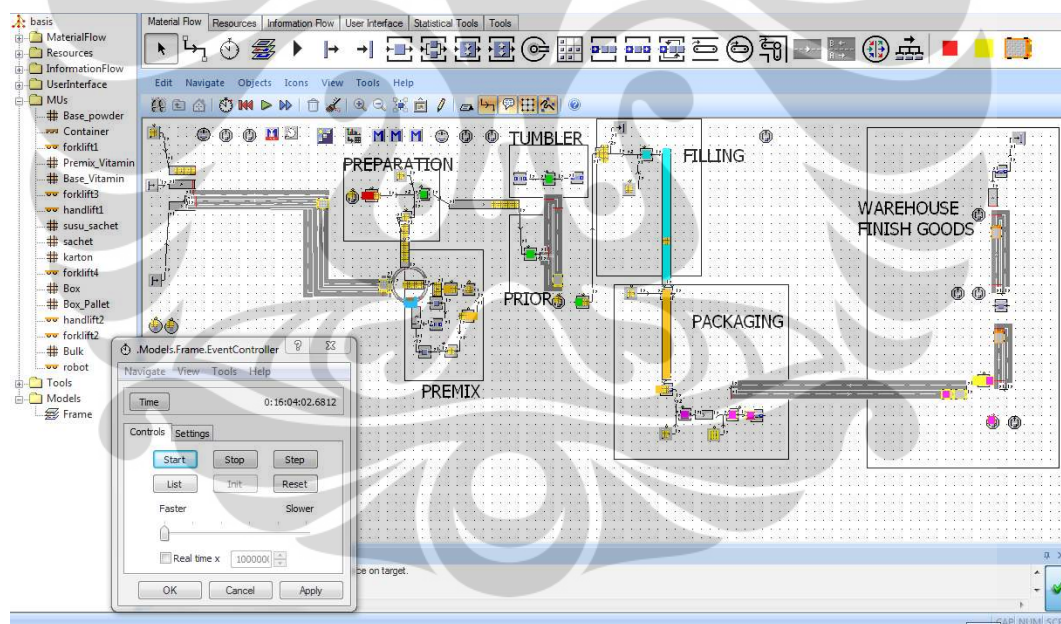 basis
MaterialFlow
Resources
InformationFlow
UserInterface
MUs
Base_powder
Container
forklift1
Premix_Vitamin
Base_Vitamin
forklift3
handlift1
susu_sachet
sachet
karton
forklift4
Box
Box_Pallet
handlift2
forklift2
Bulk
robot
Tools
Models
Frame
Material Flow Resources Information Flow User Interface Statistical Tools Tools
Edit Navigate Objects Icons View Tools Help
M M M
TUMBLER
PREPARATION
FILLING
WAREHOUSE
FINISH GOODS
PRIOR
PACKAGING
PREMIX
.Models.Frame.EventController
Navigate View Tools Help
Time 0:16:04:02.6812
Controls Settings
Start Stop Step
List Init Reset
Faster Slower
Real time x
OK Cancel Apply
ce on target.
CAP NUM